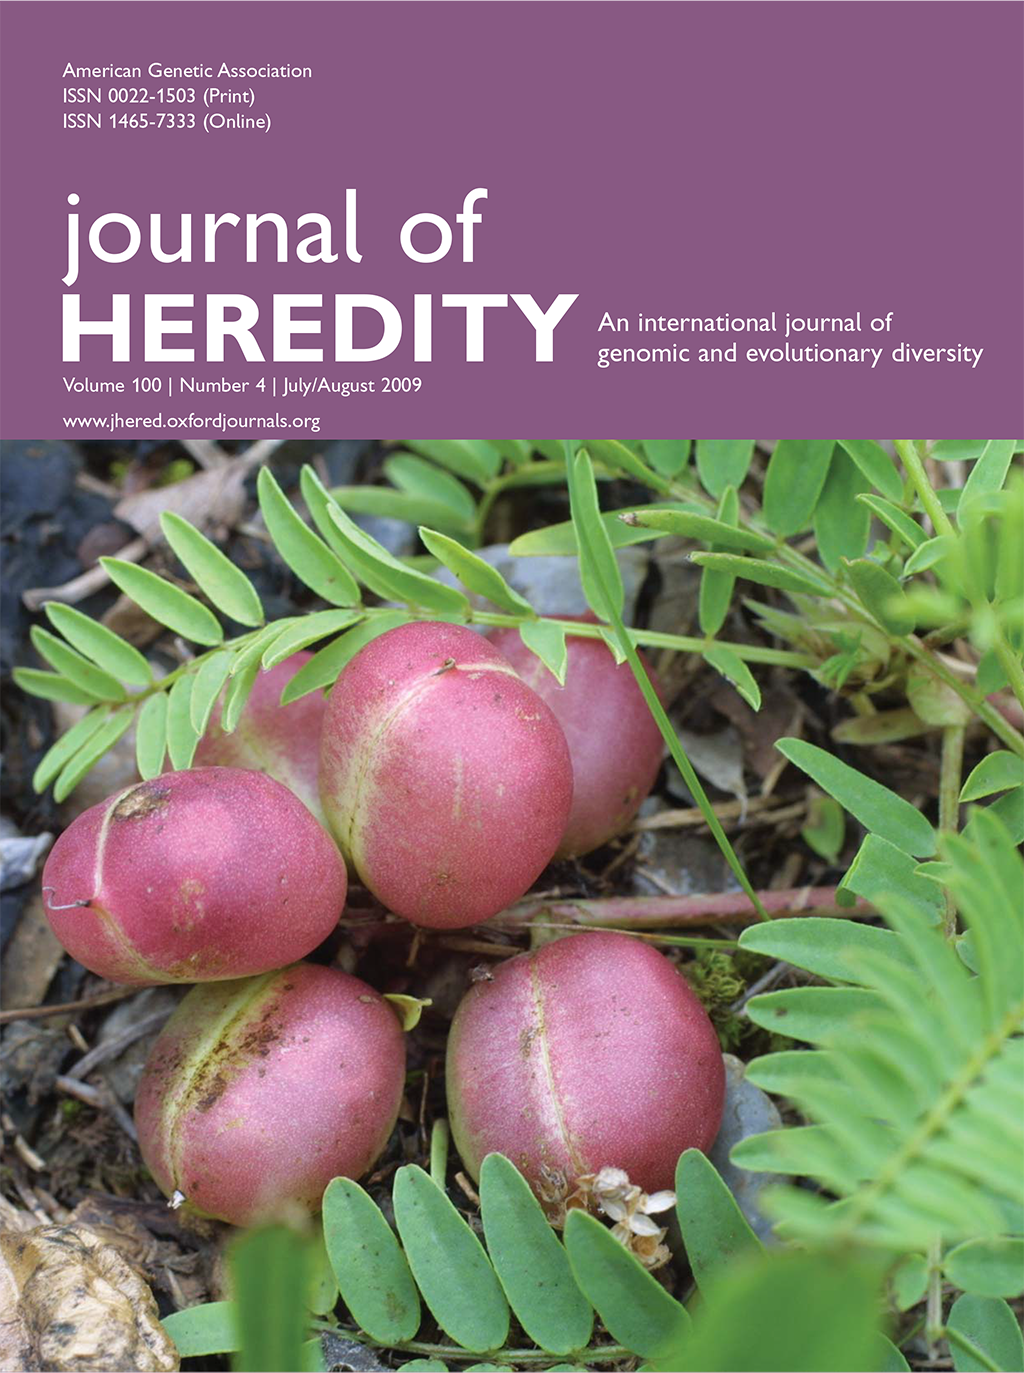 American Genetic Association
ISSN 0022-1503 (Print)
ISSN 1465-7333 (Online)
journal of
HEREDITY
An international journal of
genomic and evolutionary diversity
Volume 100 | Number 4 | July/August 2009
www.jhered.oxfordjournals.org